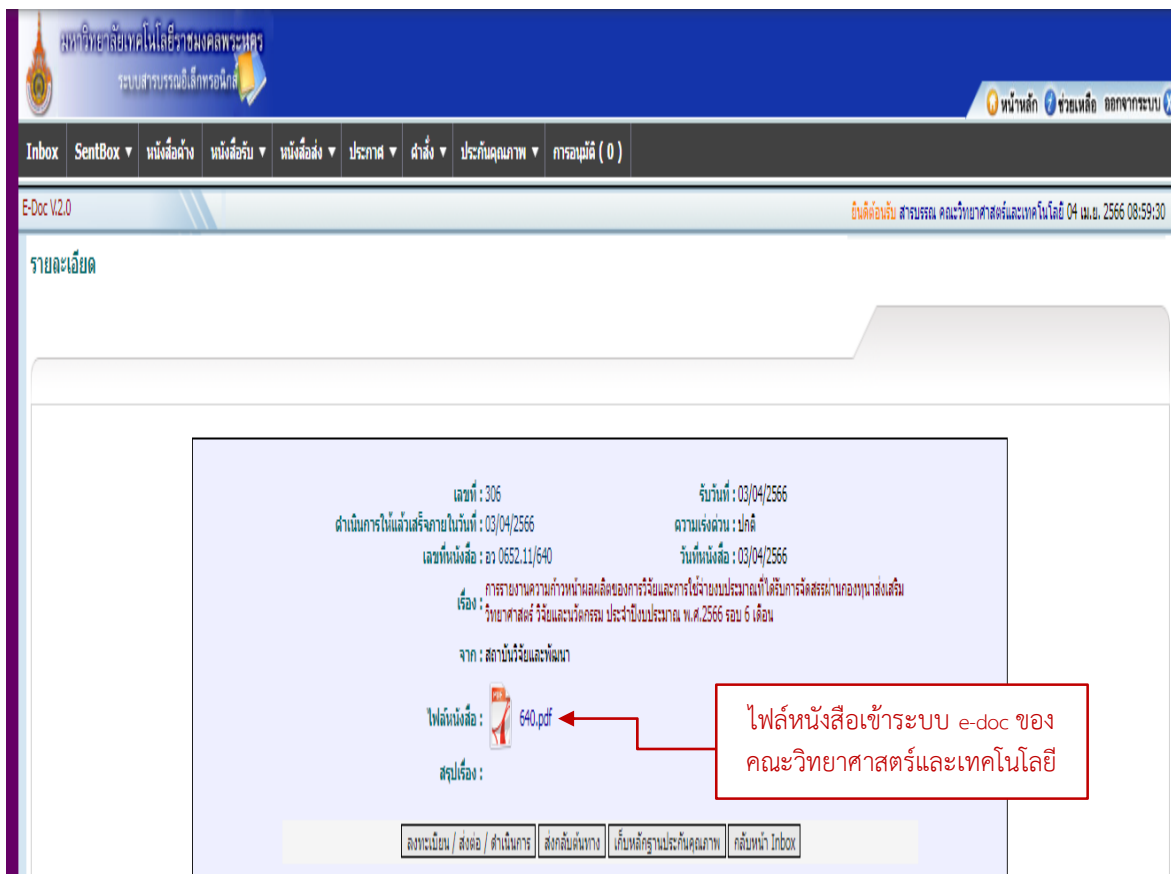 มหาวิทยาลัยเทคโนโลยีราชมงคลพระนคร
ระบบสารบรรณอิเล็กทรอนิกส์
หน้าหลัก ช่วยเหลือ ออกจากระบบ
Inbox SentBox ▼ หนังสือค้าง หนังสือรับ ▼ หนังสือส่ง ▼ ประกาศ ▼ คำสั่ง ▼ ประกันคุณภาพ ▼ การอนุมัติ ( 0 )
E-Doc V.2.0 ยินดีต้อนรับ สารบรรณ คณะวิทยาศาสตร์และเทคโนโลยี 04 เม.ย. 2566 08:59:30
รายละเอียด
เลขที่ : 306 รับวันที่ : 03/04/2566
ดำเนินการให้แล้วเสร็จภายในวันที่ : 03/04/2566 ความเร่งด่วน : ปกติ
เลขที่หนังสือ : อว 0652.11/640 วันที่หนังสือ : 03/04/2566
เรื่อง : การรายงานความก้าวหน้าผลผลิตของการวิจัยและการใช้จ่ายงบประมาณที่ได้รับการจัดสรรผ่านกองทุนาส่งเสริม
วิทยาศาสตร์ วิจัยและนวัตกรรม ประจำปีงบประมาณ พ.ศ.2566 รอบ 6 เดือน
จาก : สถาบันวิจัยและพัฒนา
ไฟล์หนังสือ : PDF 640.pdf
ไฟล์หนังสือเข้าระบบ e-doc ของ
คณะวิทยาศาสตร์และเทคโนโลยี
สรุปเรื่อง :
ลงทะเบียน / ส่งต่อ / ดำเนินการ ส่งกลับต้นทาง เก็บหลักฐานประกันคุณภาพ กลับหน้า Inbox